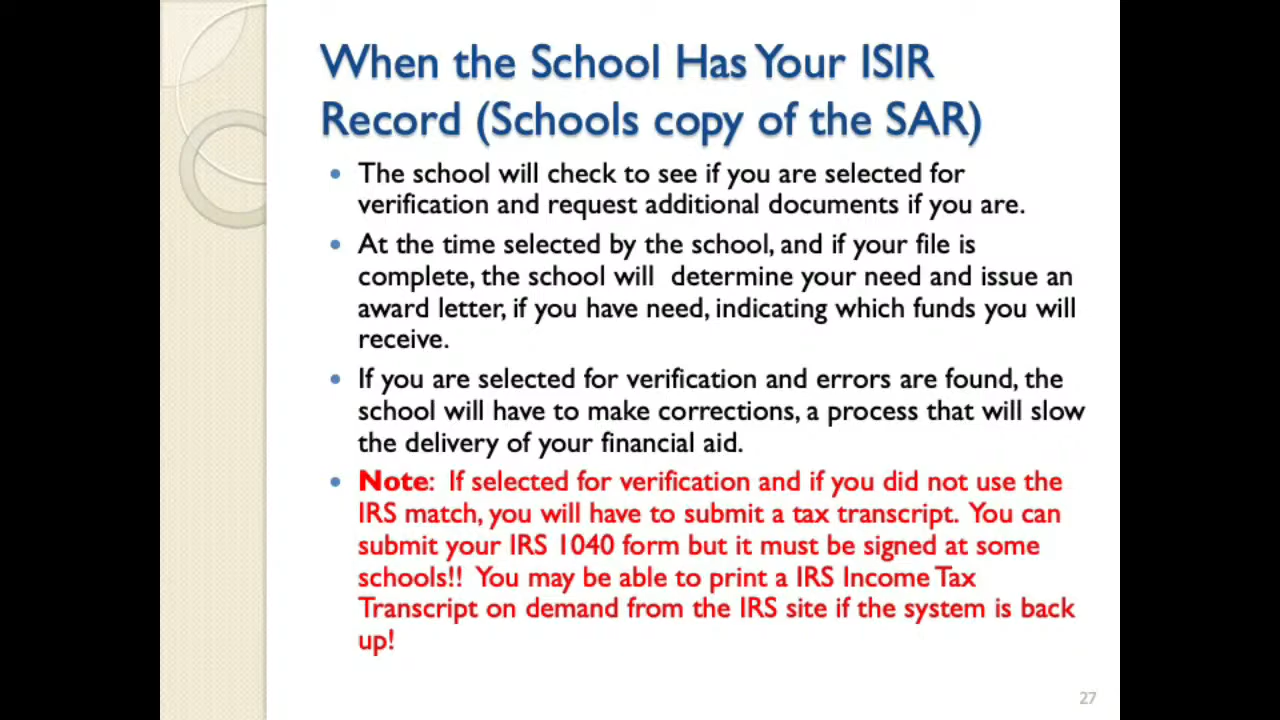 When the School Has Your ISIR
Record (Schools copy of the SAR)
• The school will check to see if you are selected for
verification and request additional documents if you are.
• At the time selected by the school, and if your file is
complete, the school will  determine your need and issue an
award letter, if you have need, indicating which funds you will
receive.
• If you are selected for verification and errors are found, the
school will have to make corrections, a process that will slow
the delivery of your financial aid.
• Note:  If selected for verification and if you did not use the
IRS match, you will have to submit a tax transcript.  You can
submit your IRS 1040 form but it must be signed at some
schools!!  You may be able to print a IRS Income Tax
Transcript on demand from the IRS site if the system is back
up!
27